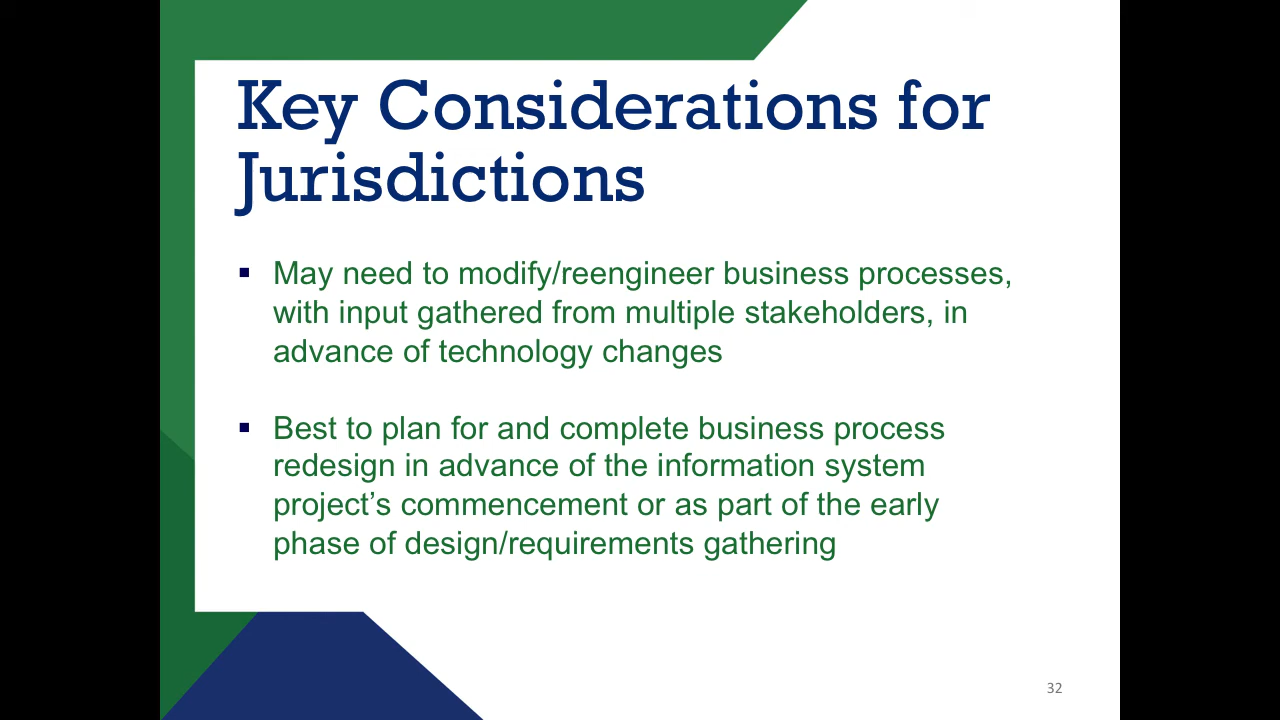 Key Considerations for
Jurisdictions
▪ May need to modify/reengineer business processes,
with input gathered from multiple stakeholders, in
advance of technology changes
▪ Best to plan for and complete business process
redesign in advance of the information system
project’s commencement or as part of the early
phase of design/requirements gathering
32